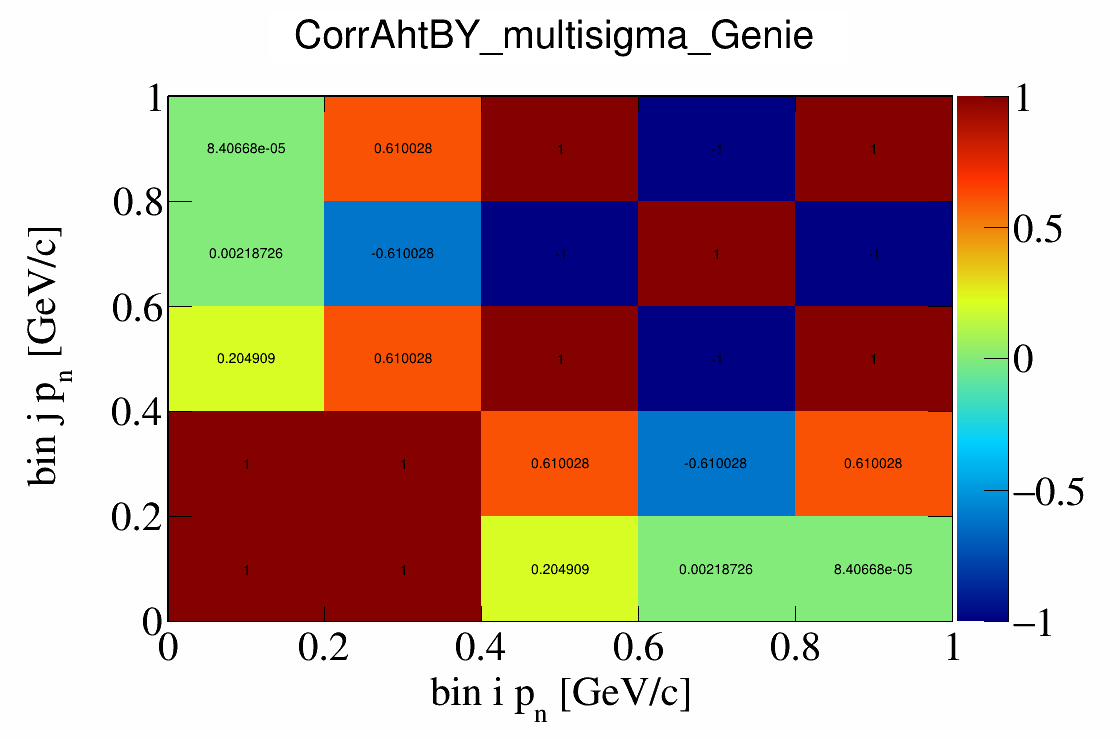 CorrAhtBY_multisigma_Genie
1
8.40668e-05 0.610028 1 -1 1
1
0.8
0.5
0.00218726 -0.610028 -1 1 -1
bin j pn [GeV/c]
0.6
0.204909 0.610028 1 -1 1
0
0.4
1 1 0.610028 -0.610028 0.610028
−0.5
0.2
1 1 0.204909 0.00218726 8.40668e-05
0
−1
0 0.2 0.4 0.6 0.8 1
bin i pn [GeV/c]